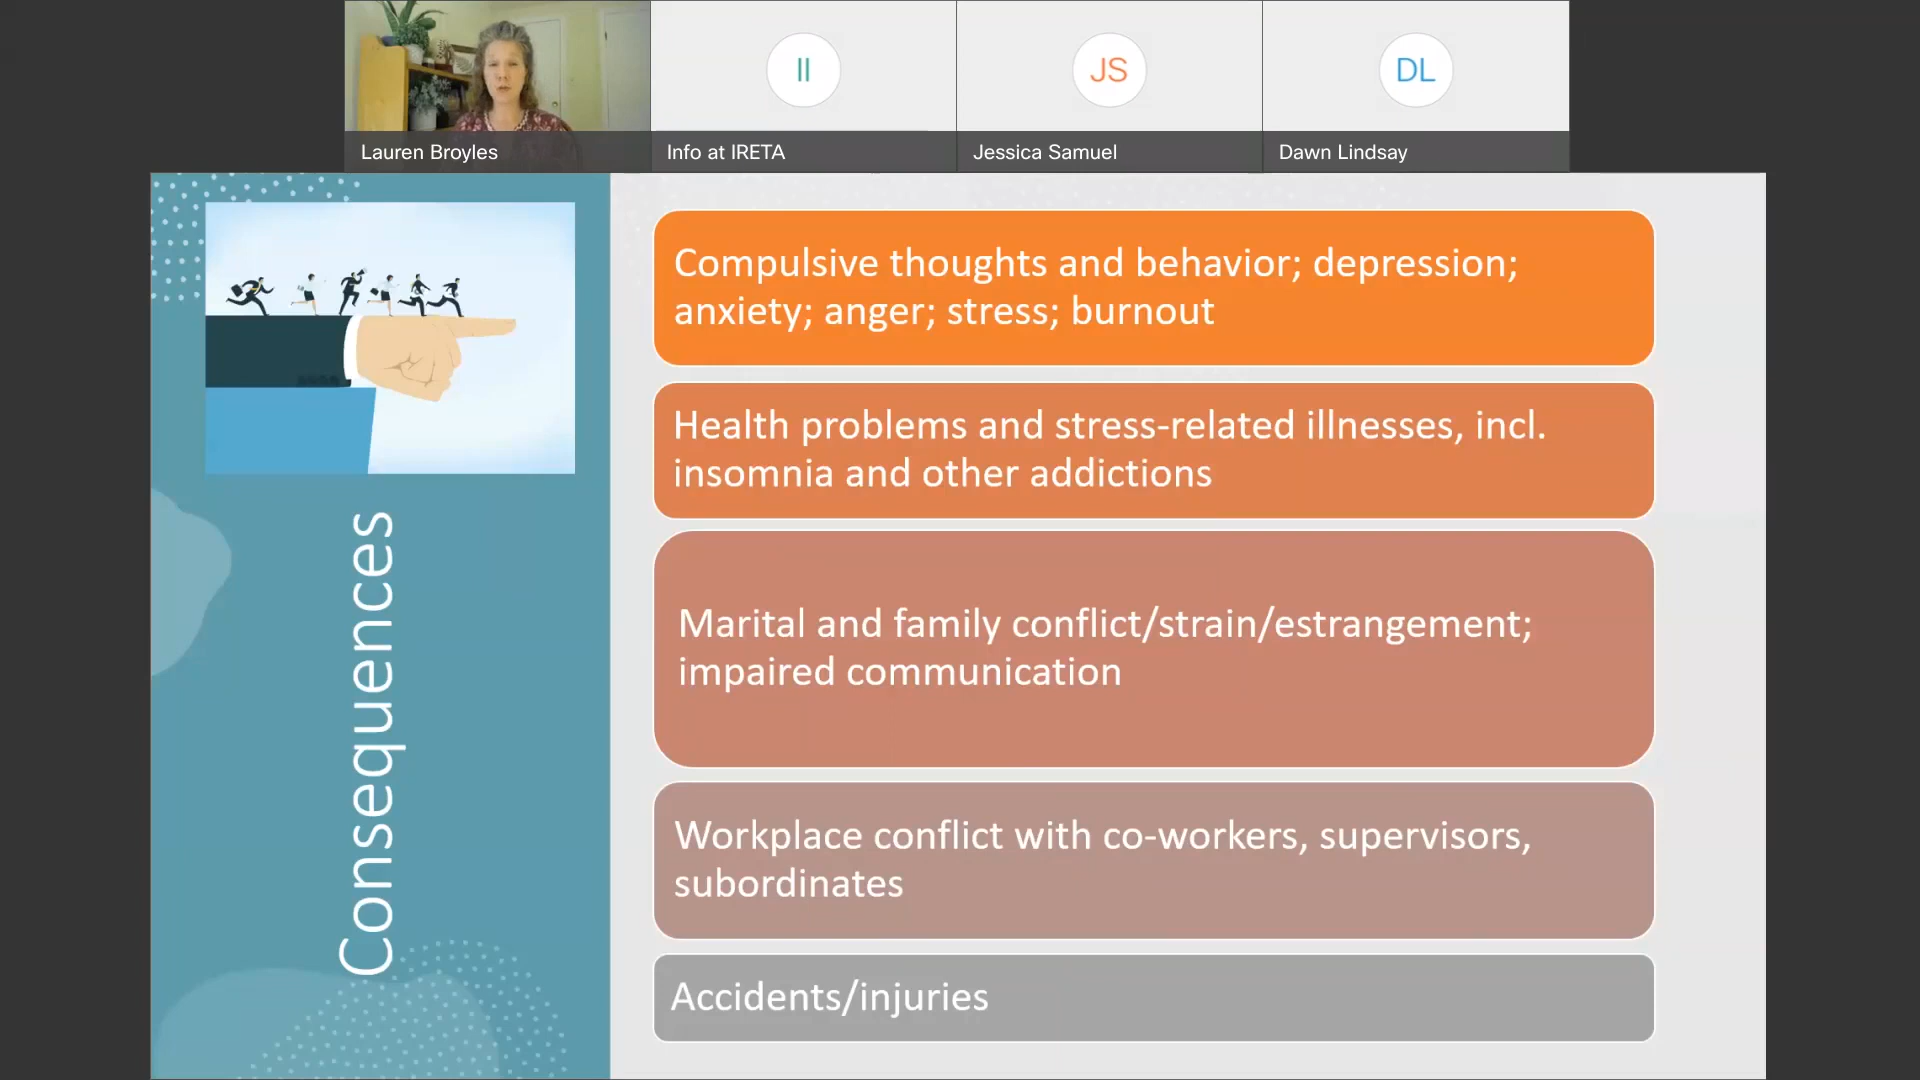 II
JS
DL
Lauren Broyles
Info at IRETA
Jessica Samuel
Dawn Lindsay
Consequences
Compulsive thoughts and behavior; depression;
anxiety; anger; stress; burnout
Health problems and stress-related illnesses, incl.
insomnia and other addictions
Marital and family conflict/strain/estrangement;
impaired communication
Workplace conflict with co-workers, supervisors,
subordinates
Accidents/injuries